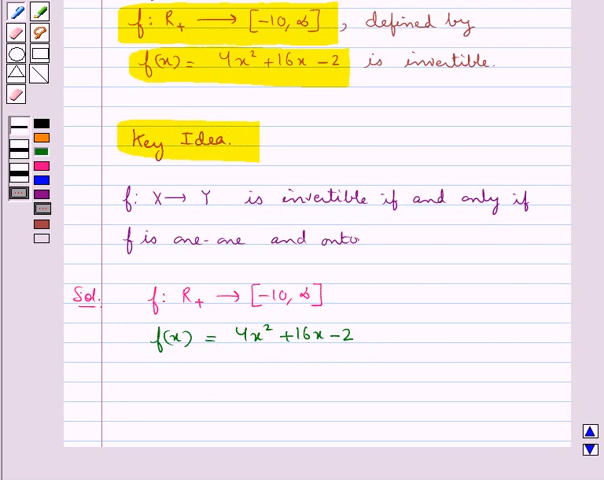 f: R₊ ⟶ [-10, ∞], defined by
f(x) = 4x² + 16x - 2 is invertible.
Key Idea.
f: X → Y is invertible if and only if
f is one-one and onto
Sol. f: R₊ → [-10, ∞]
f(x) = 4x² + 16x - 2